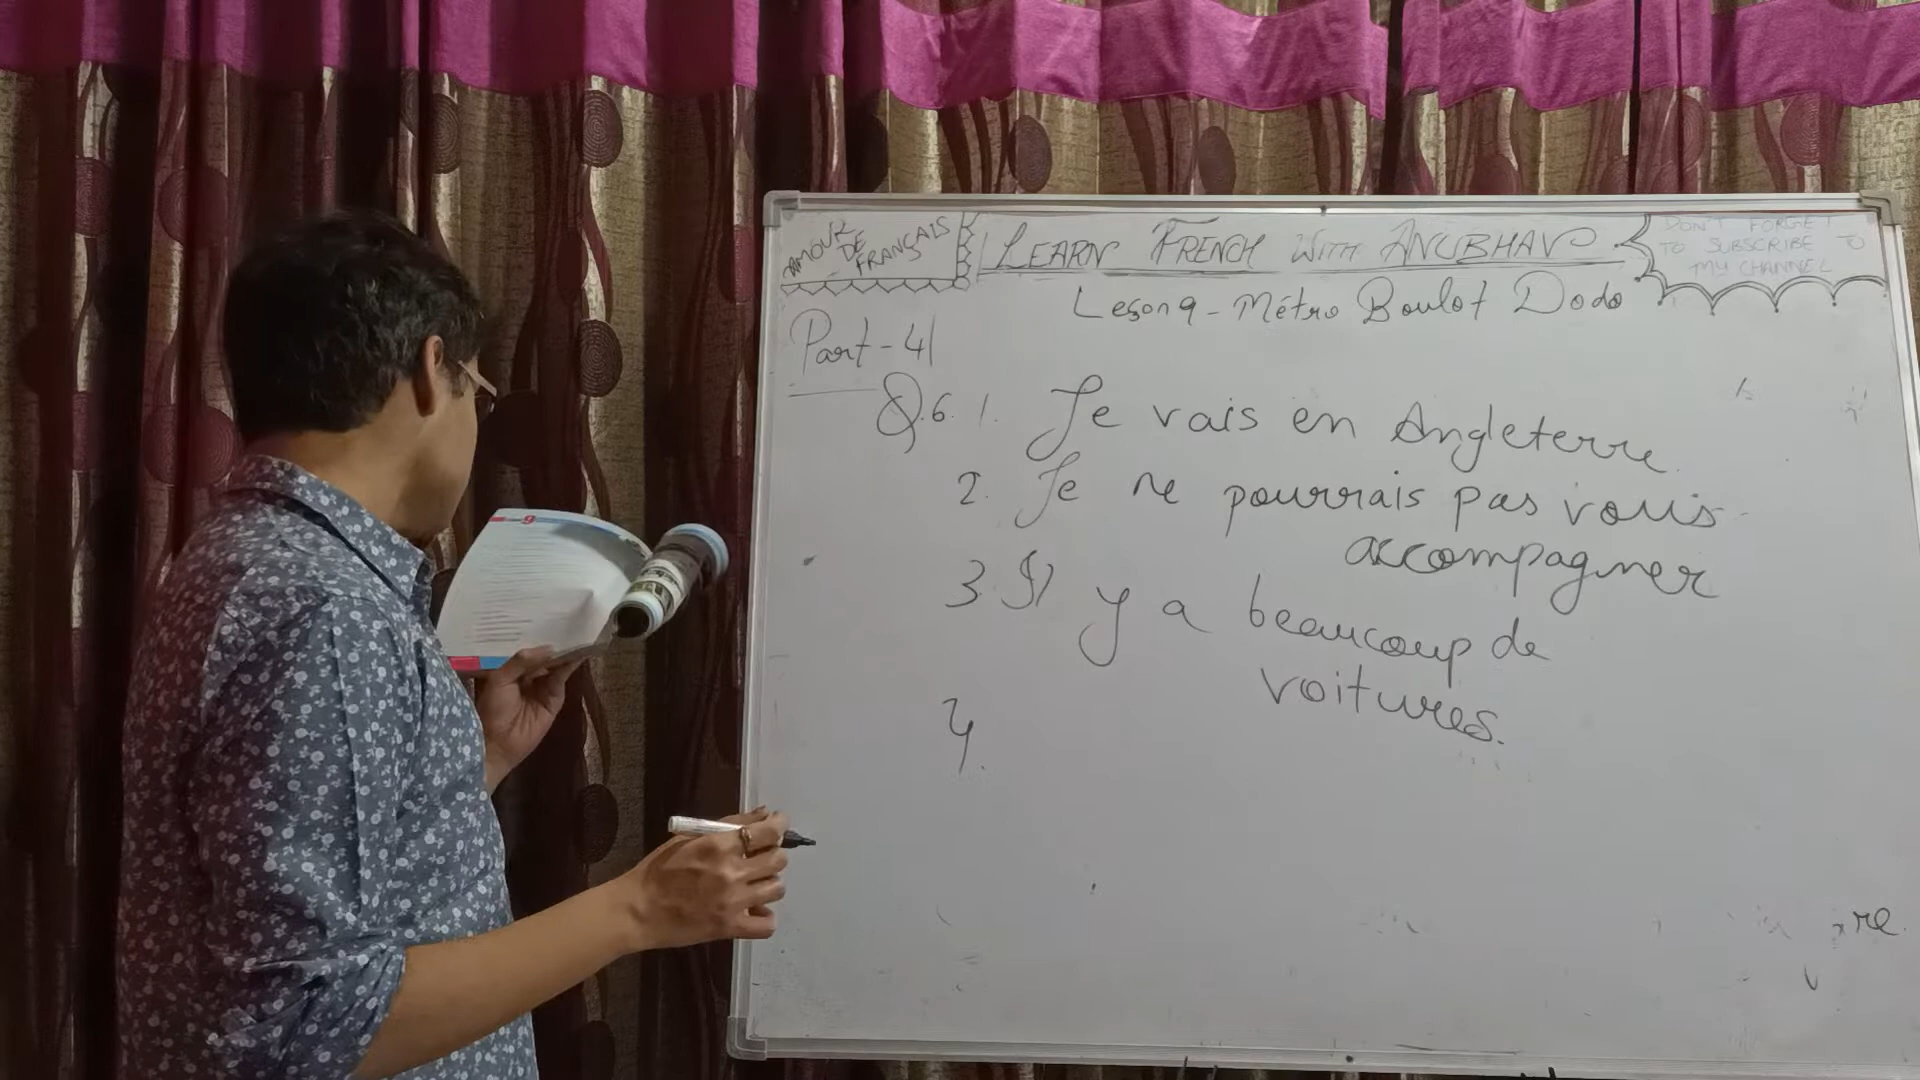 AMOUR
DE
FRANÇAIS
LEARN FRENCH WITH ANUBHAV
DON'T FORGET
TO SUBSCRIBE TO
MY CHANNEL
Leçon 9 - Métro Boulot Dodo
Part - 41
Q.6. 1. Je vais en Angleterre.
2. Je ne pourrais pas vous
accompagner
3. Il y a beaucoup de
voitures.
4.
re.
9